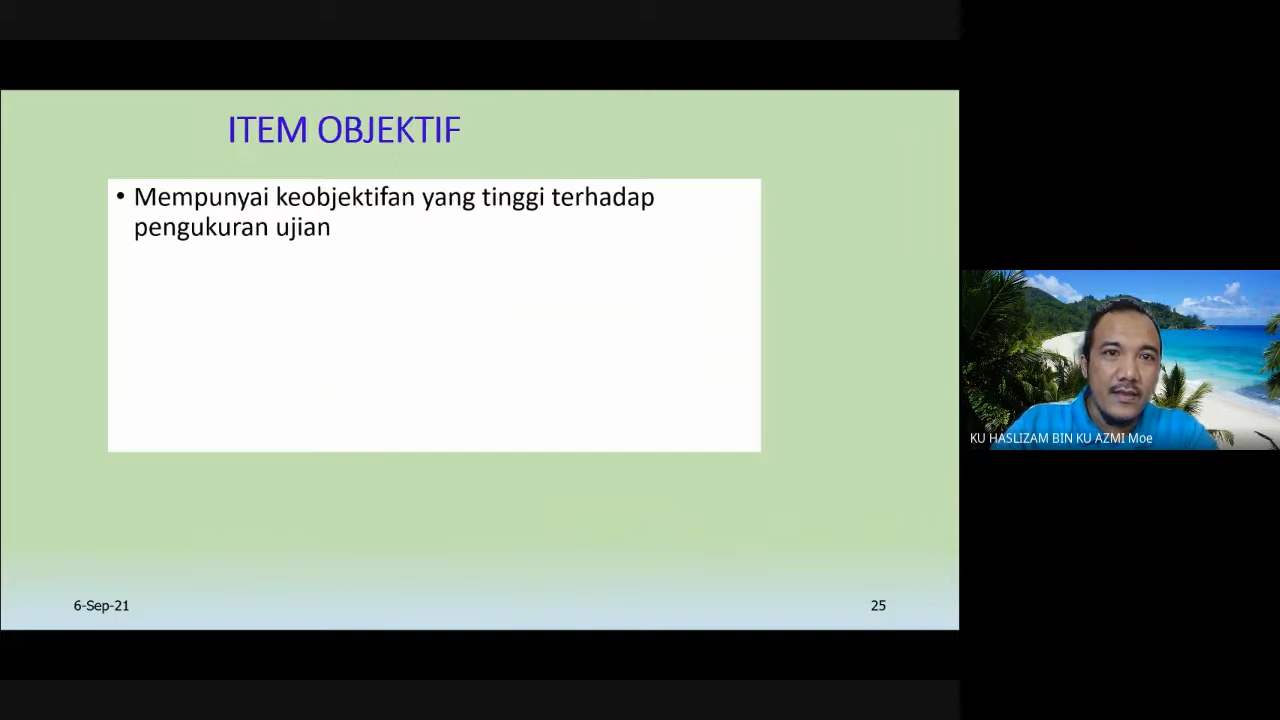 ITEM OBJEKTIF
• Mempunyai keobjektifan yang tinggi terhadap
pengukuran ujian
KU HASLIZAM BIN KU AZMI Moe
6-Sep-21
25